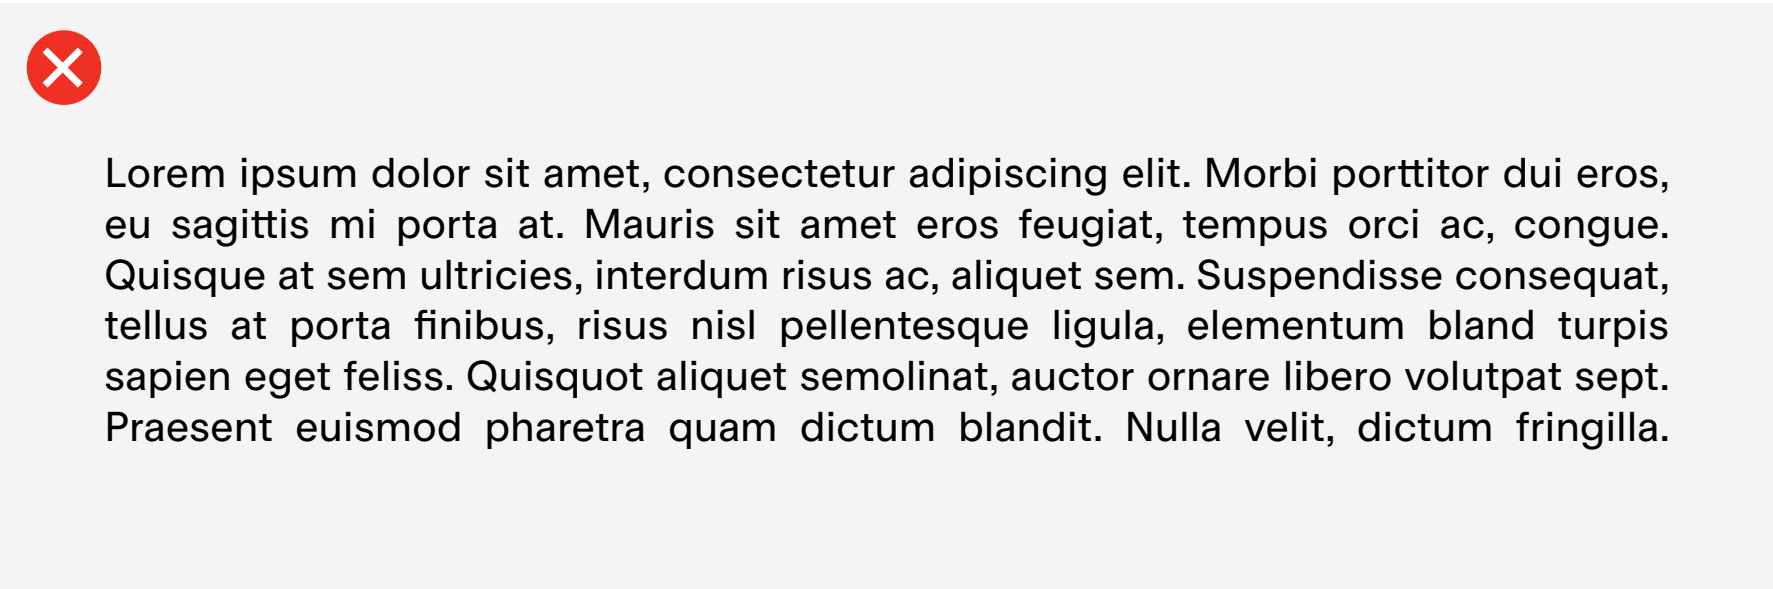 Lorem ipsum dolor sit amet, consectetur adipiscing elit. Morbi porttitor dui eros,
eu sagittis mi porta at. Mauris sit amet eros feugiat, tempus orci ac, congue.
Quisque at sem ultricies, interdum risus ac, aliquet sem. Suspendisse consequat,
tellus at porta finibus, risus nisl pellentesque ligula, elementum bland turpis
sapien eget feliss. Quisquot aliquet semolinat, auctor ornare libero volutpat sept.
Praesent euismod pharetra quam dictum blandit. Nulla velit, dictum fringilla.